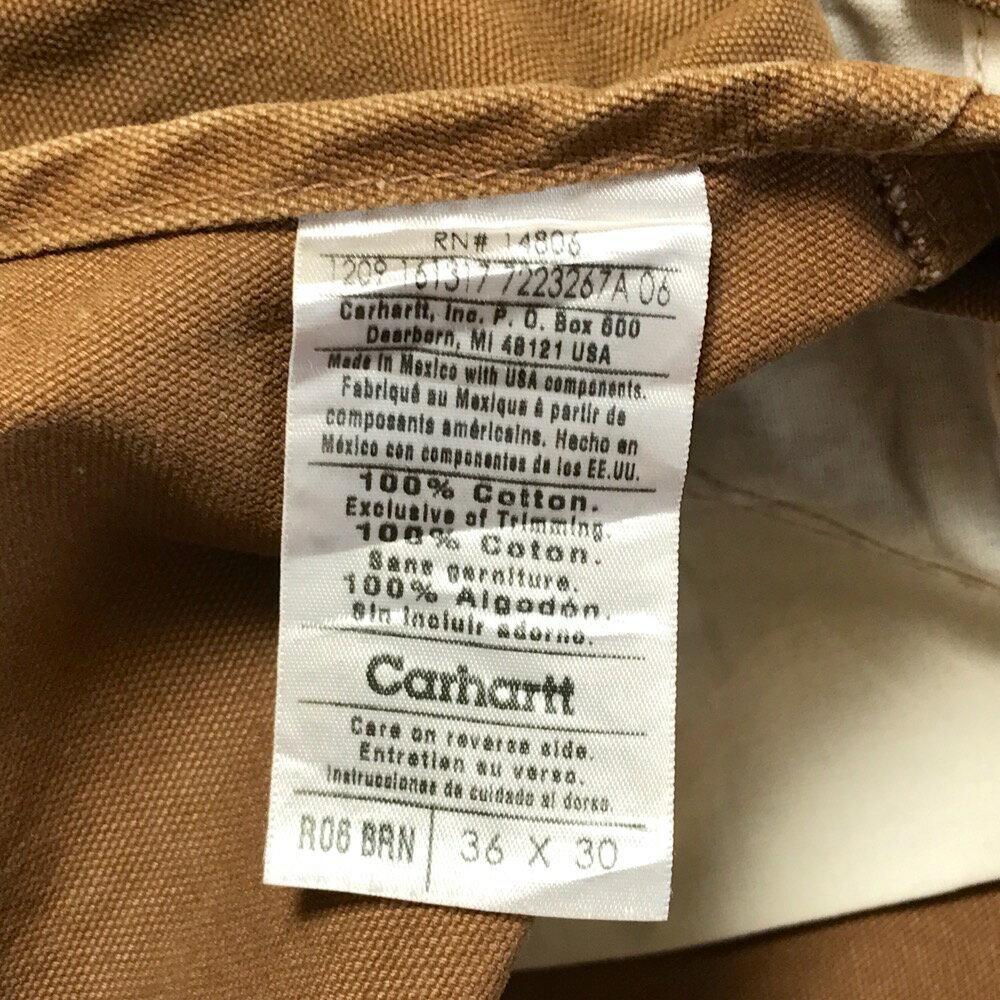 RN# 14806
1209 161317 7223267A 06
Carhartt, Inc. P. O. Box 600
Dearborn, MI 48121 USA
Made in Mexico with USA components.
Fabriqué au Mexique à partir de
composants américains. Hecho en
México con componentes de los EE.UU.
100% Cotton.
Exclusive of Trimming.
100% Coton.
Sans garniture.
100% Algodón.
Sin incluir adorno.
Carhartt
Care on reverse side.
Entretien au verso.
Instrucciones de cuidado al dorso.
R06 BRN 36 X 30